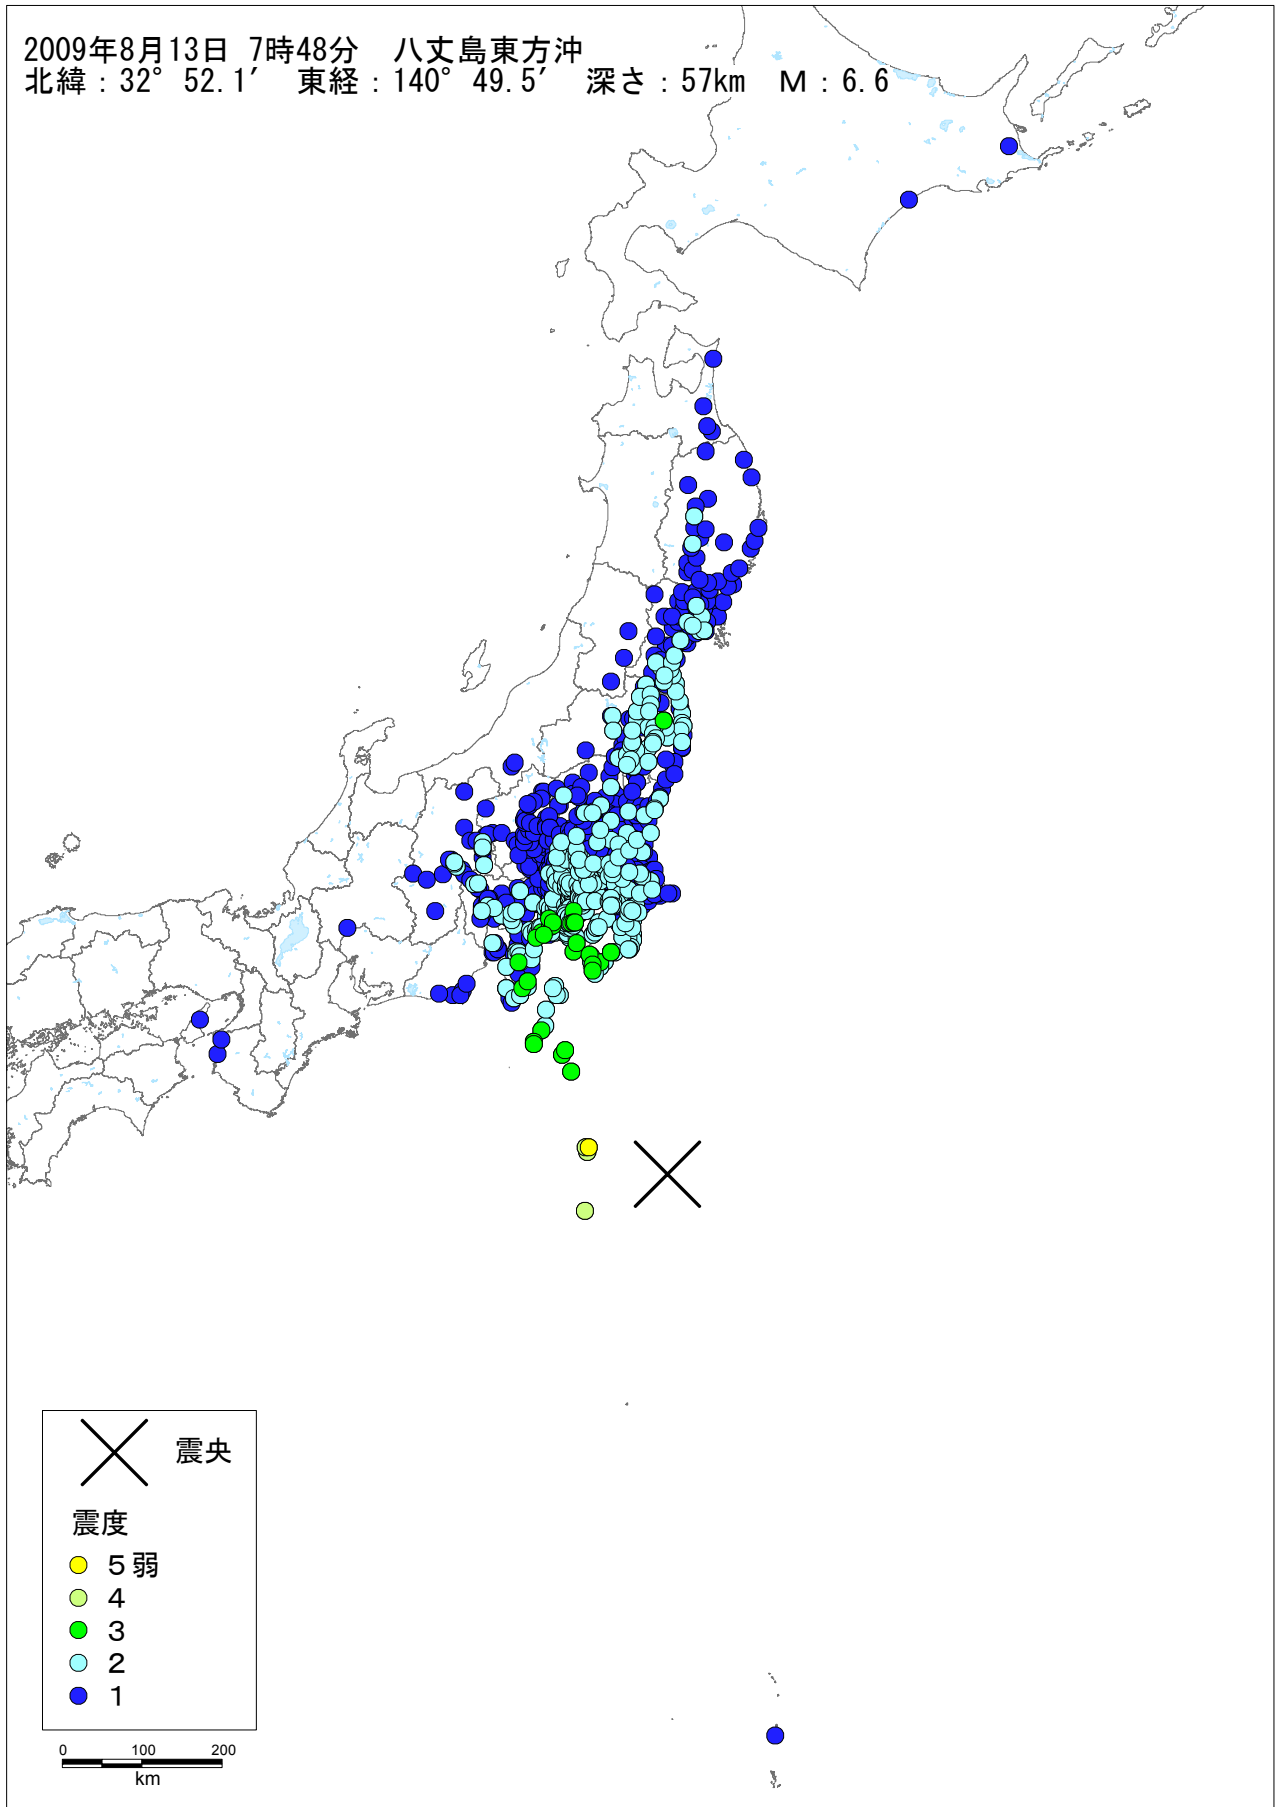 2009年8月13日 7時48分　八丈島東方沖
北緯：32° 52.1′　東経：140° 49.5′　深さ：57km　M：6.6
震央
震度
５弱
４
３
２
１
0 100 200
km